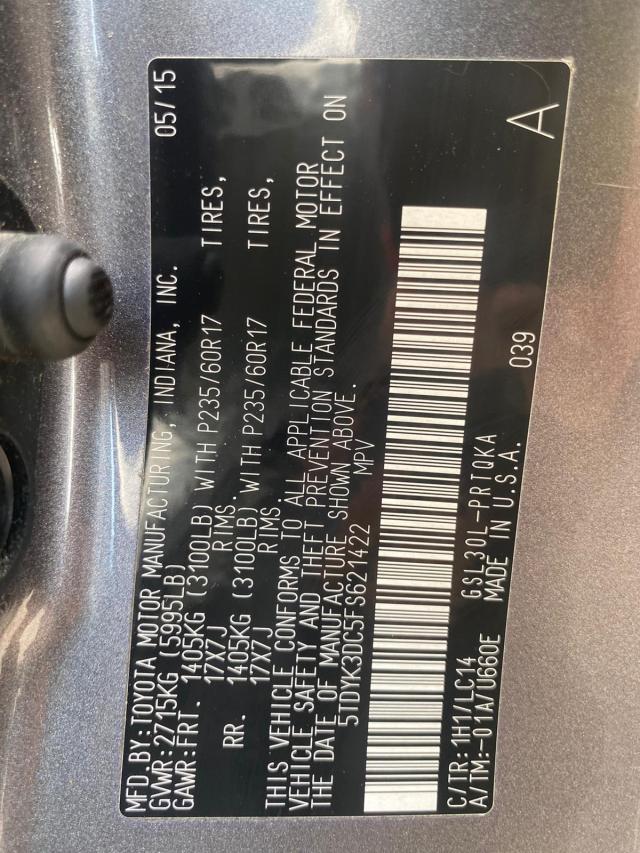 MFD.BY:TOYOTA MOTOR MANUFACTURING, INDIANA, INC. 05/15
GVWR:2715KG (5995LB)
GAWR:FRT. 1405KG (3100LB) WITH P235/60R17 TIRES,
17X7J RIMS.
RR. 1405KG (3100LB) WITH P235/60R17 TIRES,
17X7J RIMS.
THIS VEHICLE CONFORMS TO ALL APPLICABLE FEDERAL MOTOR
VEHICLE SAFETY AND THEFT PREVENTION STANDARDS IN EFFECT ON
THE DATE OF MANUFACTURE SHOWN ABOVE.
5TDYK3DC5FS621422 MPV
C/TR:1H1/LC14 GSL30L-PRTQKA 039 A
A/TM:-01A/U660E MADE IN U.S.A.